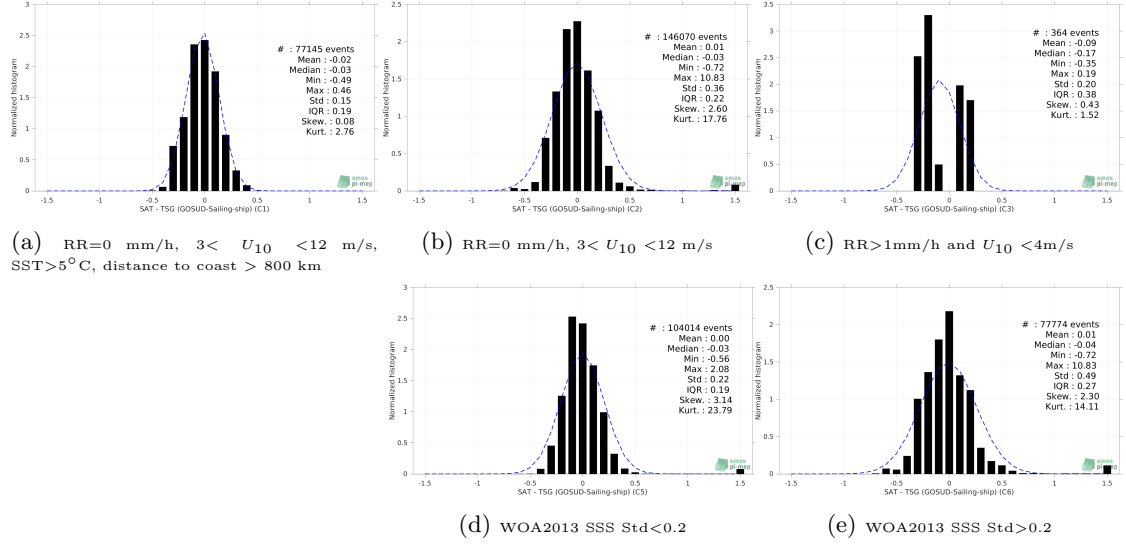 3
2.5
2
1.5
1
0.5
0
Normalized histogram
# : 77145 events
Mean : -0.02
Median : -0.03
Min : -0.49
Max : 0.46
Std : 0.15
IQR : 0.19
Skew. : 0.08
Kurt. : 2.76
smos
pi-mep
-1.5 -1 -0.5 0 0.5 1 1.5
SAT - TSG (GOSUD-Sailing-ship) (C1)
(a) RR=0 mm/h, 3< U10 <12 m/s,
SST>5°C, distance to coast > 800 km
2.5
2
1.5
1
0.5
0
Normalized histogram
# : 146070 events
Mean : 0.01
Median : -0.03
Min : -0.72
Max : 10.83
Std : 0.36
IQR : 0.22
Skew. : 2.60
Kurt. : 17.76
smos
pi-mep
-1.5 -1 -0.5 0 0.5 1 1.5
SAT - TSG (GOSUD-Sailing-ship) (C2)
(b) RR=0 mm/h, 3< U10 <12 m/s
3.5
3
2.5
2
1.5
1
0.5
0
Normalized histogram
# : 364 events
Mean : -0.09
Median : -0.17
Min : -0.35
Max : 0.19
Std : 0.20
IQR : 0.38
Skew. : 0.43
Kurt. : 1.52
smos
pi-mep
-1.5 -1 -0.5 0 0.5 1 1.5
SAT - TSG (GOSUD-Sailing-ship) (C3)
(c) RR>1mm/h and U10 <4m/s
3
2.5
2
1.5
1
0.5
0
Normalized histogram
# : 104014 events
Mean : 0.00
Median : -0.03
Min : -0.56
Max : 2.08
Std : 0.22
IQR : 0.19
Skew. : 3.14
Kurt. : 23.79
smos
pi-mep
-1.5 -1 -0.5 0 0.5 1 1.5
SAT - TSG (GOSUD-Sailing-ship) (C5)
(d) WOA2013 SSS Std<0.2
2.5
2
1.5
1
0.5
0
Normalized histogram
# : 77774 events
Mean : 0.01
Median : -0.04
Min : -0.72
Max : 10.83
Std : 0.49
IQR : 0.27
Skew. : 2.30
Kurt. : 14.11
smos
pi-mep
-1.5 -1 -0.5 0 0.5 1 1.5
SAT - TSG (GOSUD-Sailing-ship) (C6)
(e) WOA2013 SSS Std>0.2